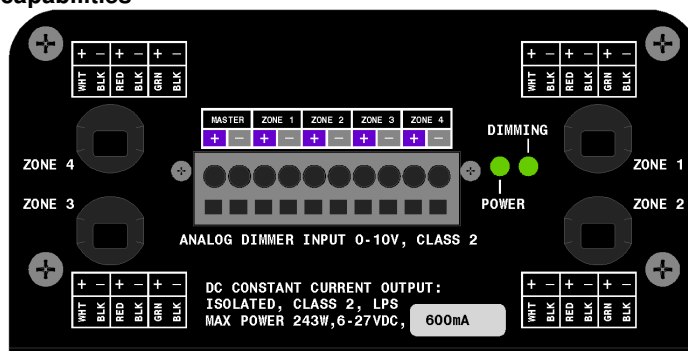 capabilities
+ − + − + −
WHT BLK RED BLK GRN BLK
+ − + − + −
WHT BLK RED BLK GRN BLK
MASTER ZONE 1 ZONE 2 ZONE 3 ZONE 4
+ − + − + − + − + −
DIMMING
ZONE 4
ZONE 1
ZONE 3
POWER
ZONE 2
ANALOG DIMMER INPUT 0-10V, CLASS 2
+ − + − + −
WHT BLK RED BLK GRN BLK
DC CONSTANT CURRENT OUTPUT:
ISOLATED, CLASS 2, LPS
MAX POWER 243W,6-27VDC, 600mA
+ − + − + −
WHT BLK RED BLK GRN BLK